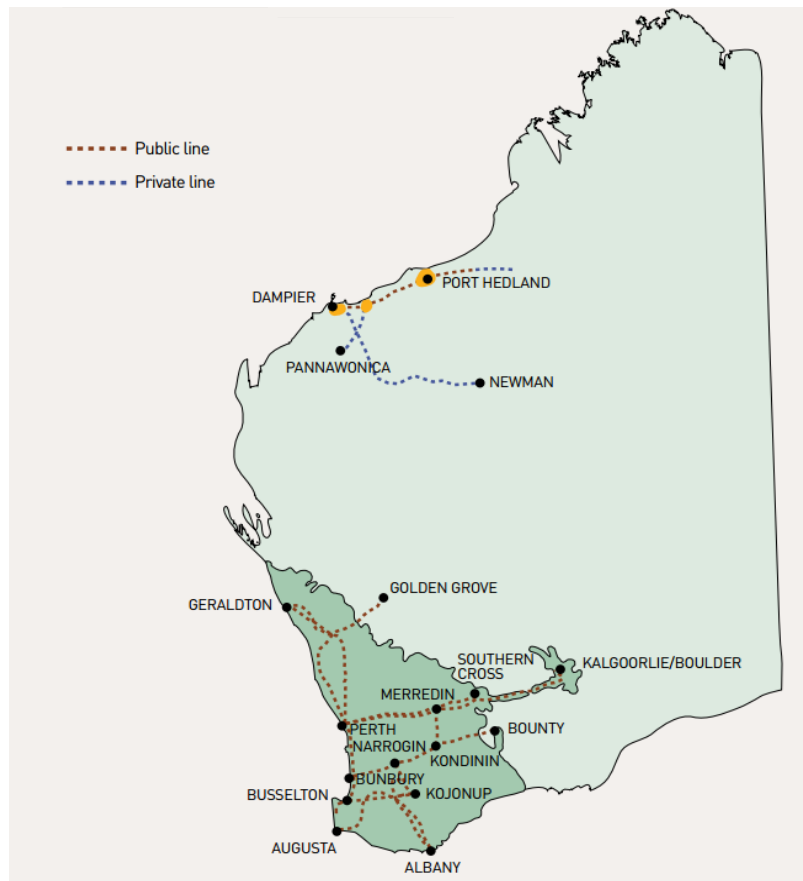 Public line
Private line
PORT HEDLAND
DAMPIER
PANNAWONICA
NEWMAN
GOLDEN GROVE
GERALDTON
SOUTHERN
CROSS
KALGOORLIE/BOULDER
MERREDIN
PERTH
BOUNTY
NARROGIN
KONDININ
BUNBURY
BUSSELTON
KOJONUP
AUGUSTA
ALBANY